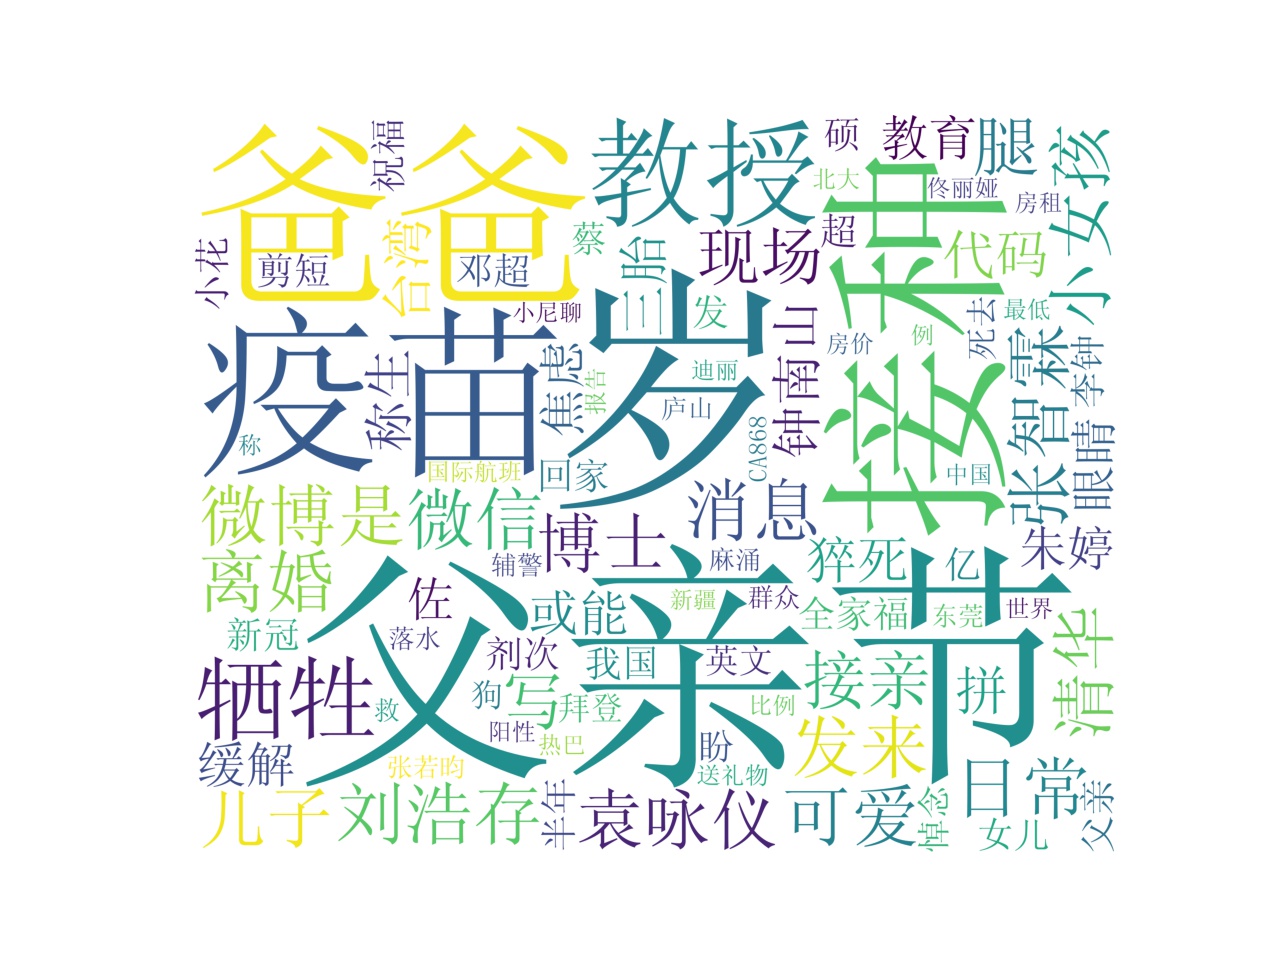 爸爸
祝福
教授
硕
教育
腿
小女孩
北大
佟丽娅
房租
小花
剪短
台湾
邓超
蔡
三胎
现场
超
接种
代码
小尼聊
发
岁
疫苗
称生
焦虑
报告
迪丽
庐山
钟南山
房价
例
死去
最低
张智霖
李钟
称
国际航班
回家
CA868
中国
眼睛
微博是
微信
消息
博士
朱婷
离婚
辅警
麻涌
猝死
亿
父亲节
佐
或能
新疆
群众
全家福
东莞
世界
新冠
落水
剂次
我国
英文
接亲
拼
清华
牺牲
救
狗
写
拜登
比例
阳性
热巴
盼
发来
缓解
张若昀
送礼物
日常
儿子
刘浩存
半年
袁咏仪
可爱
悼念
女儿
父亲